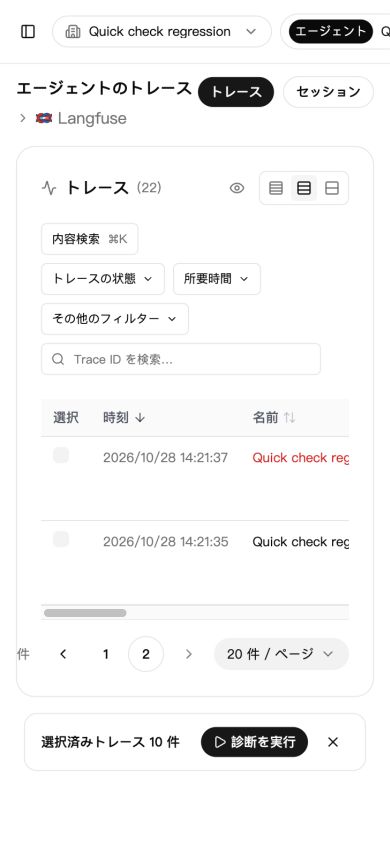 Quick check regression エージェント Q
エージェントのトレース トレース セッション
Langfuse
トレース (22)
内容検索 ⌘K
トレースの状態 所要時間
その他のフィルター
Trace ID を検索...
選択 時刻 ↓ 名前 ↑↓
2026/10/28 14:21:37 Quick check reg
2026/10/28 14:21:35 Quick check reg
件 1 2 20 件 / ページ
選択済みトレース 10 件 診断を実行